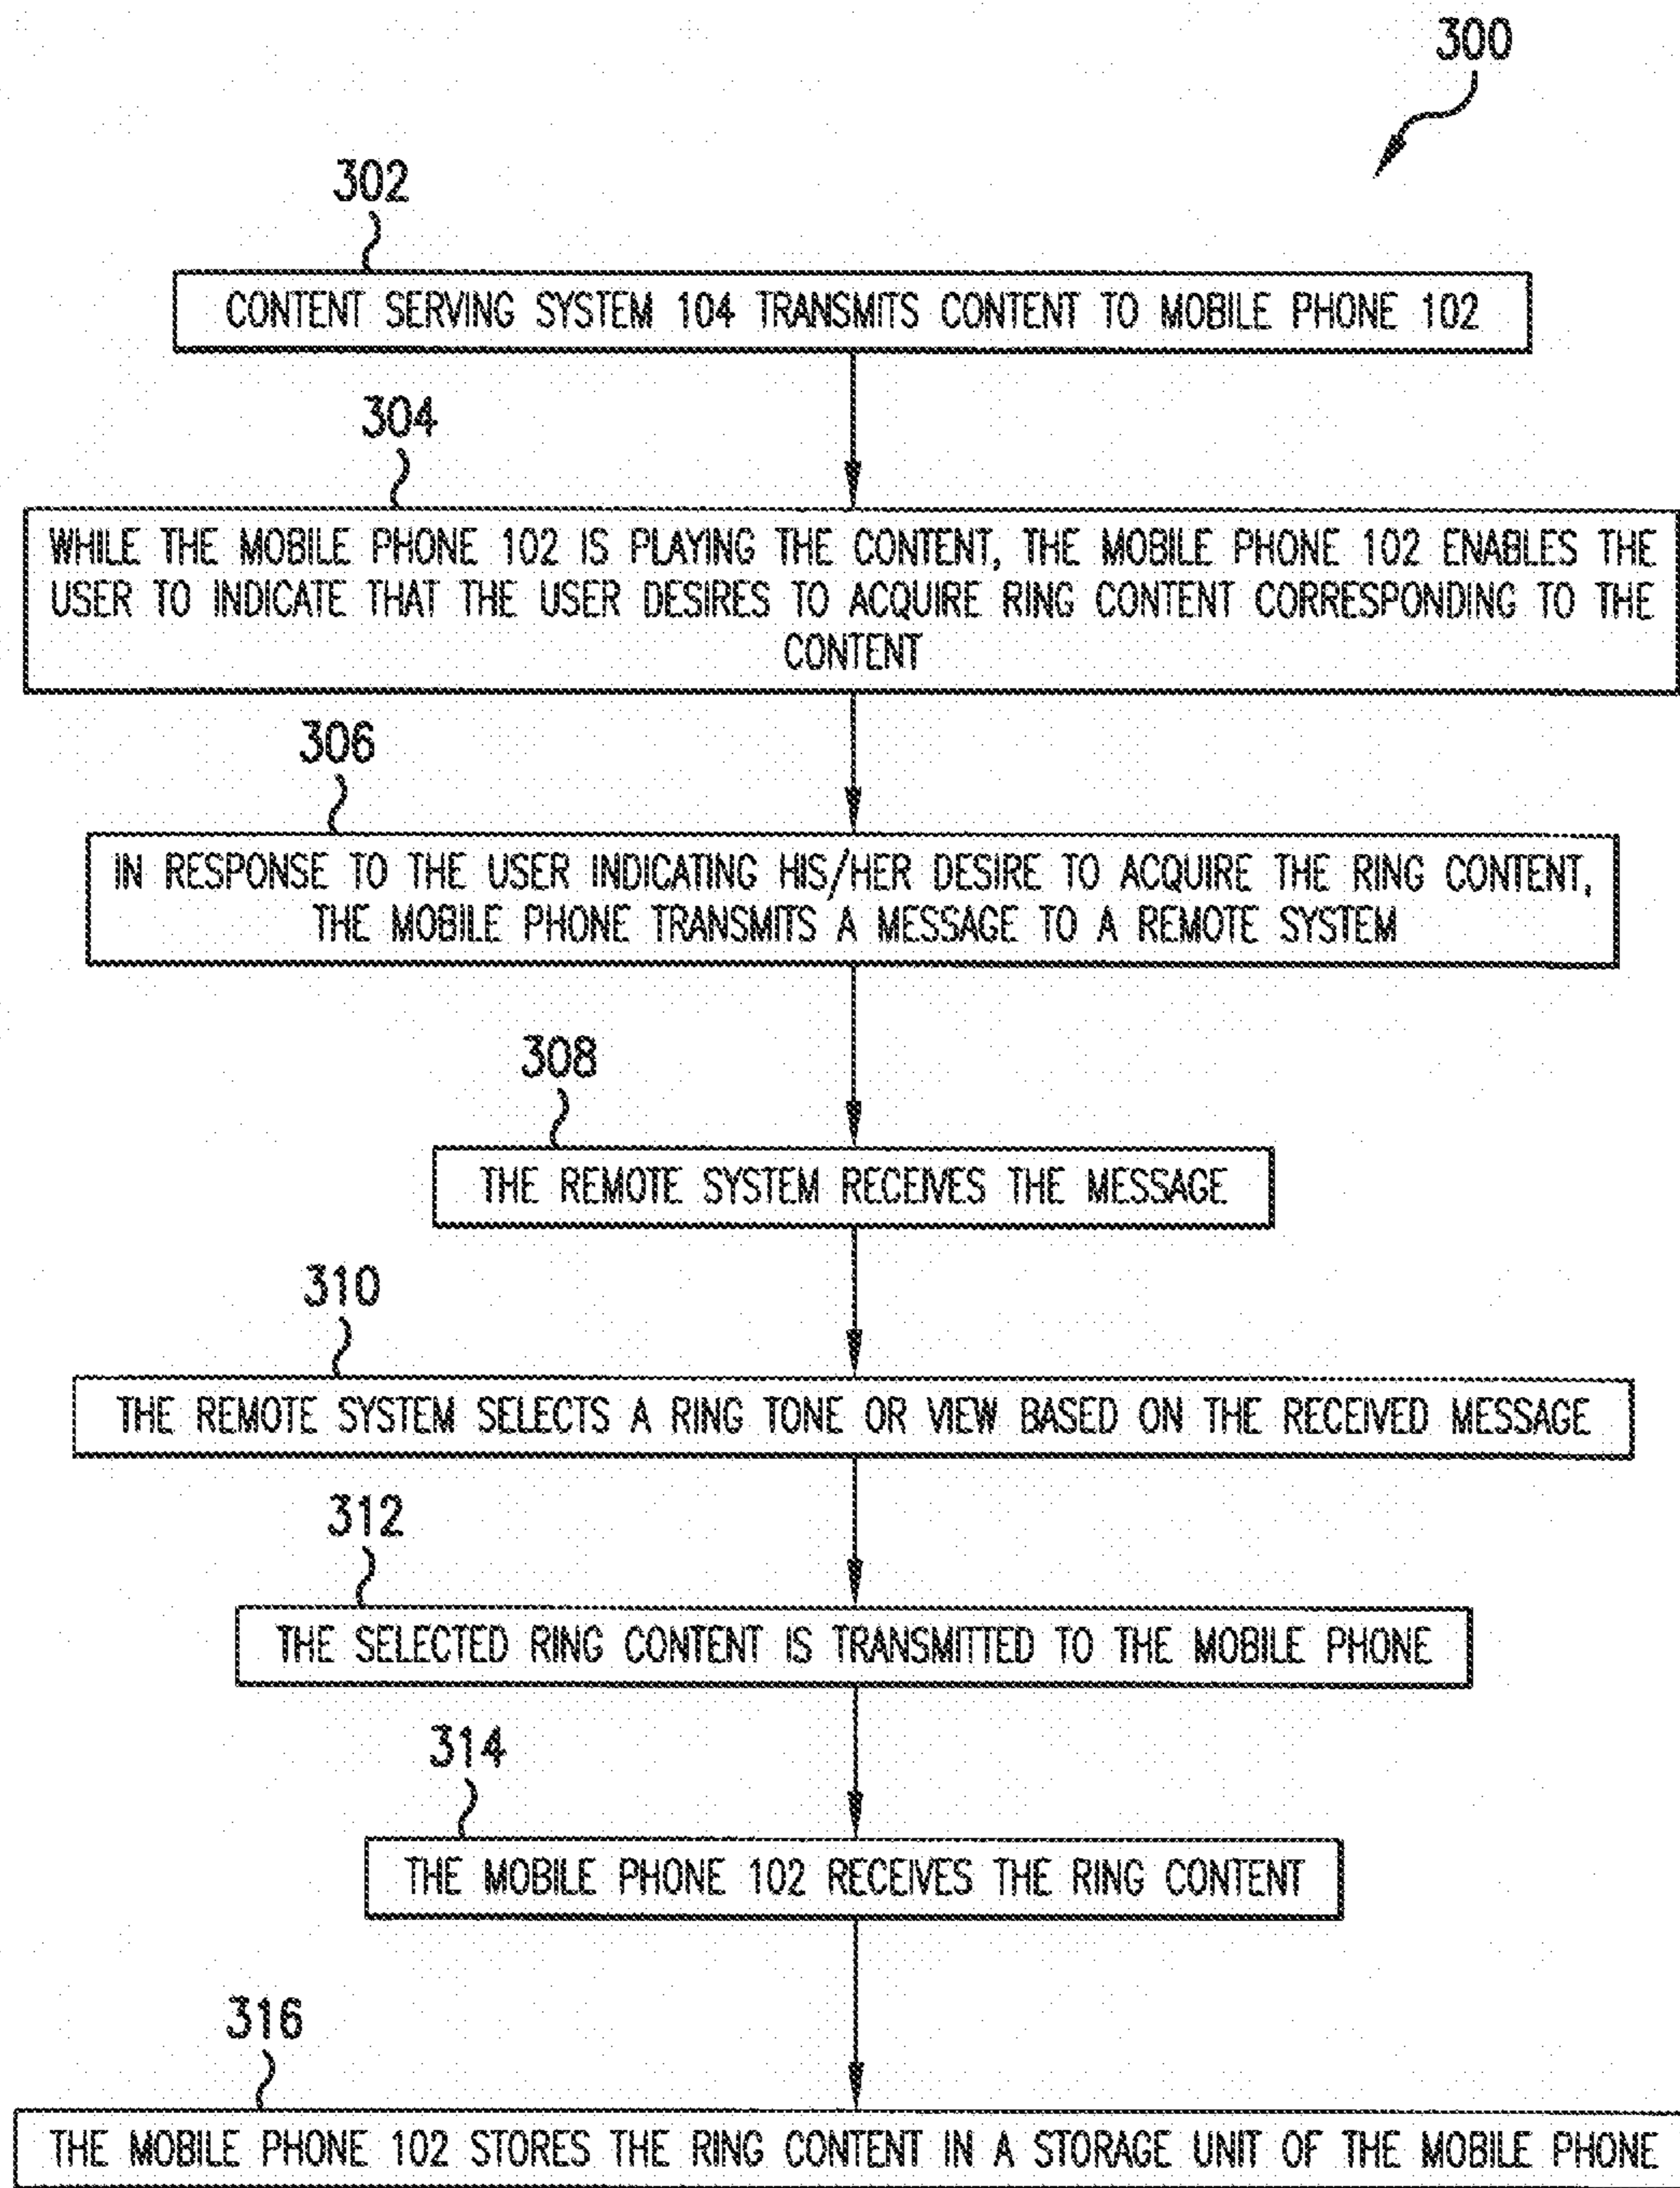 300
302
CONTENT SERVING SYSTEM 104 TRANSMITS CONTENT TO MOBILE PHONE 102
304
WHILE THE MOBILE PHONE 102 IS PLAYING THE CONTENT, THE MOBILE PHONE 102 ENABLES THE
USER TO INDICATE THAT THE USER DESIRES TO ACQUIRE RING CONTENT CORRESPONDING TO THE
CONTENT
306
IN RESPONSE TO THE USER INDICATING HIS/HER DESIRE TO ACQUIRE THE RING CONTENT,
THE MOBILE PHONE TRANSMITS A MESSAGE TO A REMOTE SYSTEM
308
THE REMOTE SYSTEM RECEIVES THE MESSAGE
310
THE REMOTE SYSTEM SELECTS A RING TONE OR VIEW BASED ON THE RECEIVED MESSAGE
312
THE SELECTED RING CONTENT IS TRANSMITTED TO THE MOBILE PHONE
314
THE MOBILE PHONE 102 RECEIVES THE RING CONTENT
316
THE MOBILE PHONE 102 STORES THE RING CONTENT IN A STORAGE UNIT OF THE MOBILE PHONE